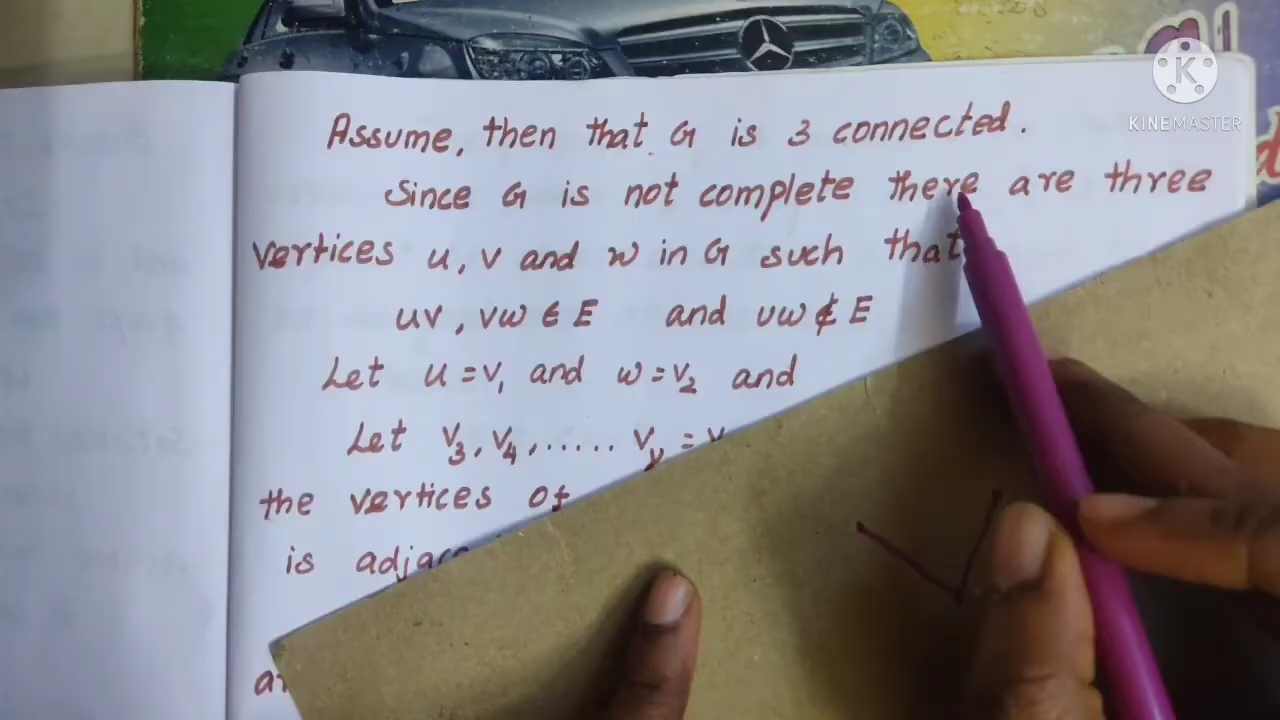 K
KINEMASTER
Assume, then that G is 3 connected.
Since G is not complete there are three
vertices u, v and w in G such that
uv, vw ∈ E and uw ∉ E
Let u = v₁ and w = v₂ and
Let v₃, v₄, ..... vᵧ =
the vertices of
is